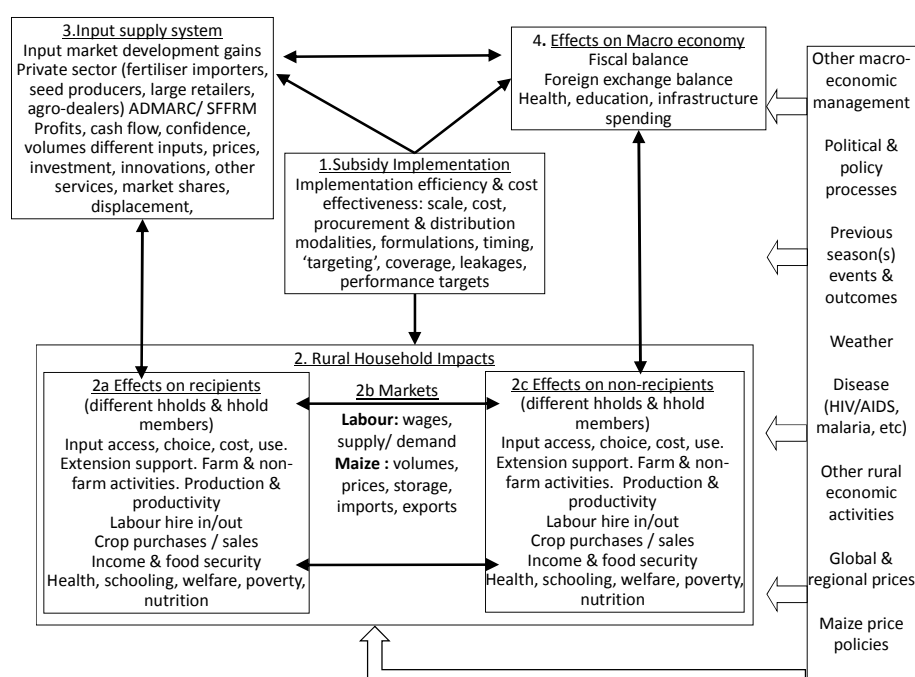 3.Input supply system
Input market development gains
Private sector (fertiliser importers,
seed producers, large retailers,
agro-dealers) ADMARC/ SFFRM
Profits, cash flow, confidence,
volumes different inputs, prices,
investment, innovations, other
services, market shares,
displacement,
4. Effects on Macro economy
Fiscal balance
Foreign exchange balance
Health, education, infrastructure
spending
1.Subsidy Implementation
Implementation efficiency & cost
effectiveness: scale, cost,
procurement & distribution
modalities, formulations, timing,
‘targeting’, coverage, leakages,
performance targets
2. Rural Household Impacts
2a Effects on recipients
(different hholds & hhold
members)
Input access, choice, cost, use.
Extension support. Farm & non-
farm activities. Production &
productivity
Labour hire in/out
Crop purchases / sales
Income & food security
Health, schooling, welfare, poverty,
nutrition
2b Markets
Labour: wages,
supply/ demand
Maize : volumes,
prices, storage,
imports, exports
2c Effects on non-recipients
(different hholds & hhold
members)
Input access, choice, cost, use.
Extension support. Farm & non-
farm activities. Production &
productivity
Labour hire in/out
Crop purchases / sales
Income & food security
Health, schooling, welfare, poverty,
nutrition
Other macro-
economic
management
Political &
policy
processes
Previous
season(s)
events &
outcomes
Weather
Disease
(HIV/AIDS,
malaria, etc)
Other rural
economic
activities
Global &
regional prices
Maize price
policies